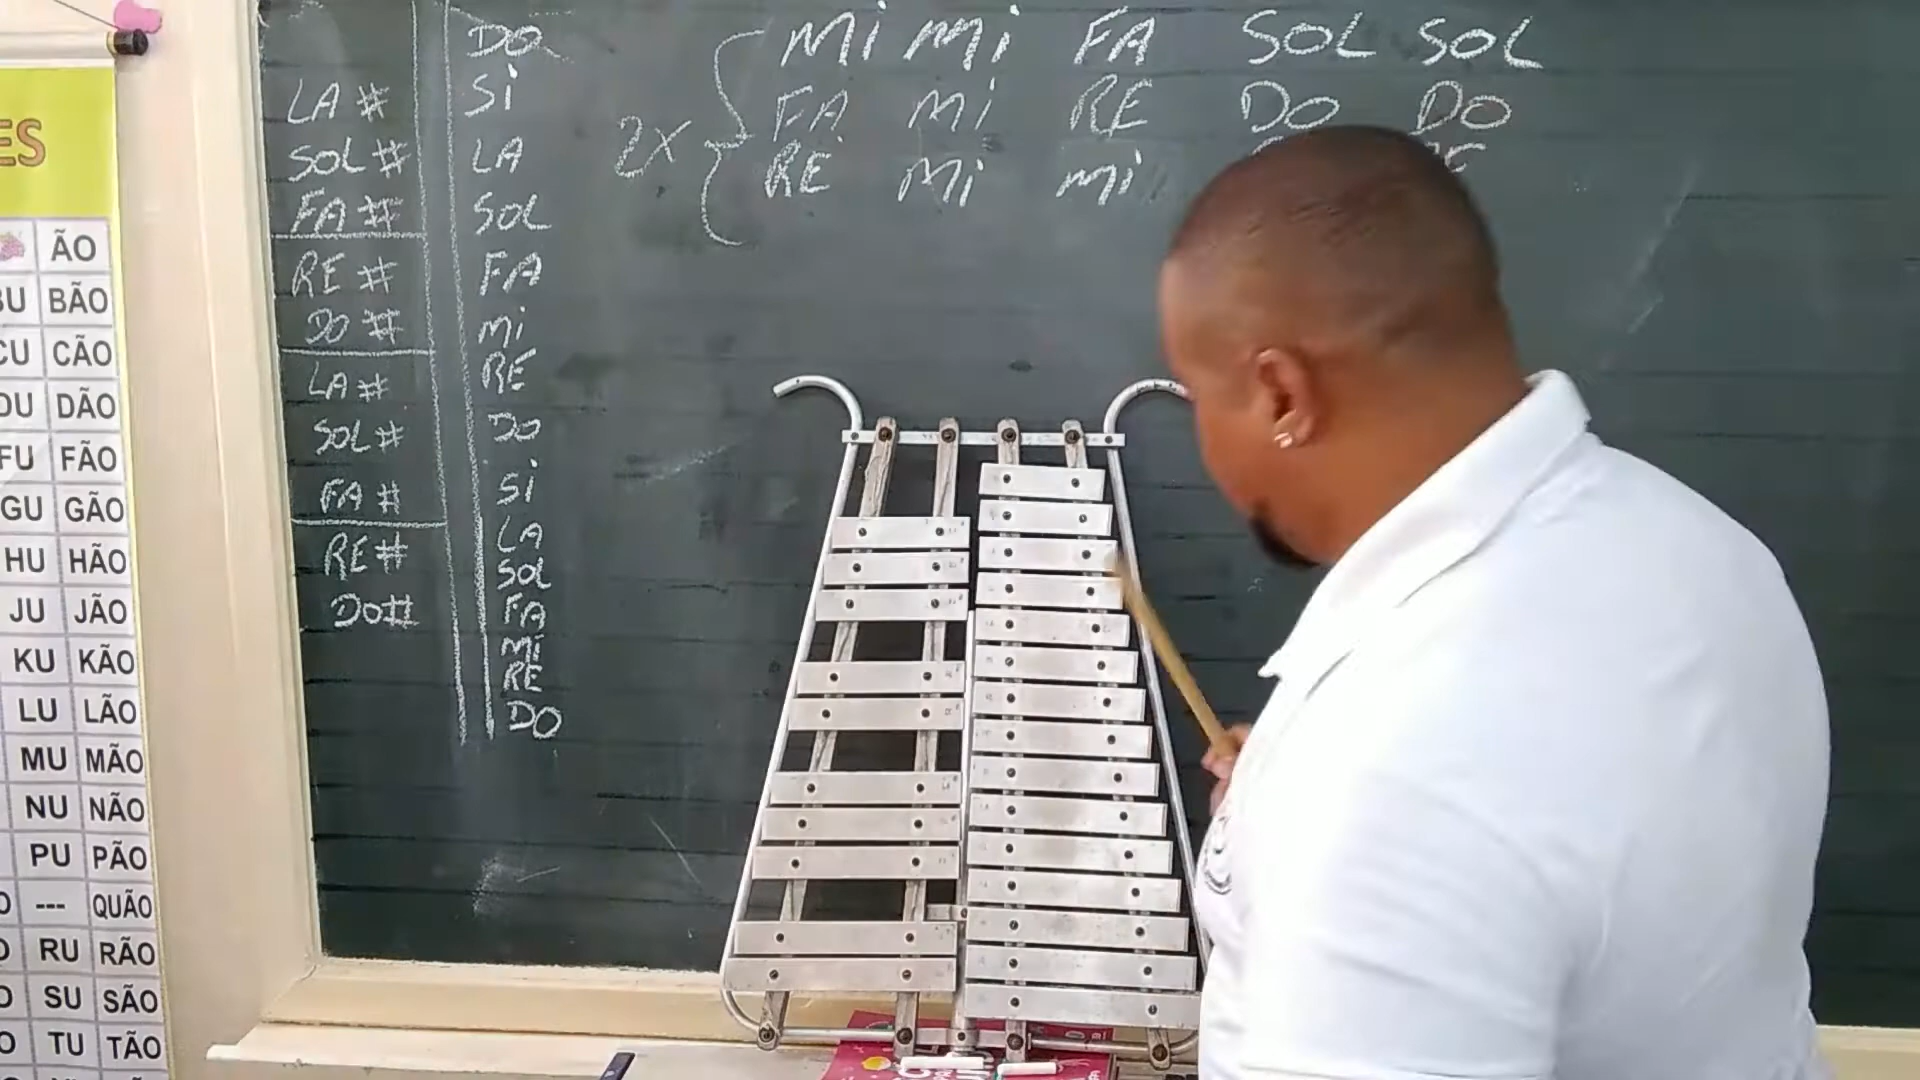 DO
LA# SI
SOL# LA
FA# SOL
RE# FA
DO# MI
LA# RE
SOL# DO
FA# SI
RE# LA
DO# SOL
FA
MI
RE
DO
2X
Mi Mi FA SOL SOL
FA Mi RE DO DO
RE Mi Mi
ES
ÃO
BU BÃO
CU CÃO
DU DÃO
FU FÃO
GU GÃO
HU HÃO
JU JÃO
KU KÃO
LU LÃO
MU MÃO
NU NÃO
PU PÃO
--- QUÃO
RU RÃO
SU SÃO
TU TÃO